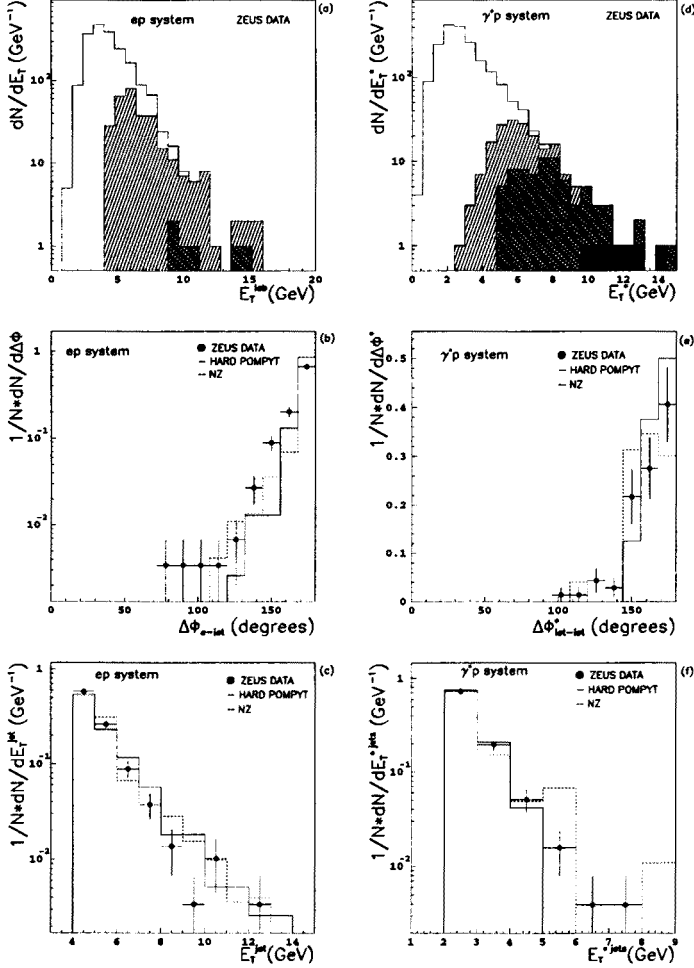 ep system ZEUS DATA (a)
dN/dE_T (GeV⁻¹)
10²
10
1
0 5 10 15 20
E_T^lab (GeV)
γ*p system ZEUS DATA (d)
dN/dE_T* (GeV⁻¹)
10²
10
1
0 2 4 6 8 10 12 14
E_T* (GeV)
ep system (b)
ZEUS DATA
HARD POMPYT
NZ
1/N*dN/dΔΦ
1
10⁻¹
10⁻²
0 50 100 150
ΔΦ_e-jet (degrees)
γ*p system (e)
ZEUS DATA
HARD POMPYT
NZ
1/N*dN/dΔΦ*
0.5
0.4
0.3
0.2
0.1
0
0 50 100 150
ΔΦ*_jet-jet (degrees)
ep system (c)
ZEUS DATA
HARD POMPYT
NZ
1/N*dN/dE_T^jet (GeV⁻¹)
1
10⁻¹
10⁻²
4 6 8 10 12 14
E_T^jet (GeV)
γ*p system (f)
ZEUS DATA
HARD POMPYT
NZ
1/N*dN/dE_T^*jets (GeV⁻¹)
1
10⁻¹
10⁻²
1 2 3 4 5 6 7 8 9
E_T^*jets (GeV)